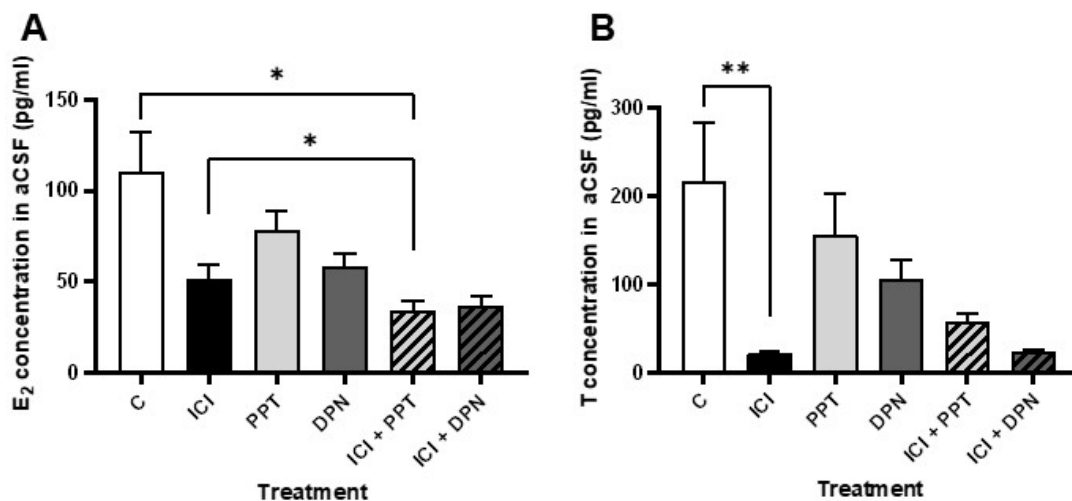 A
E₂ concentration in aCSF (pg/ml)
150
100
50
0
*
*
C
ICI
PPT
DPN
ICI + PPT
ICI + DPN
Treatment
B
T concentration in aCSF (pg/ml)
300
200
100
0
**
C
ICI
PPT
DPN
ICI + PPT
ICI + DPN
Treatment